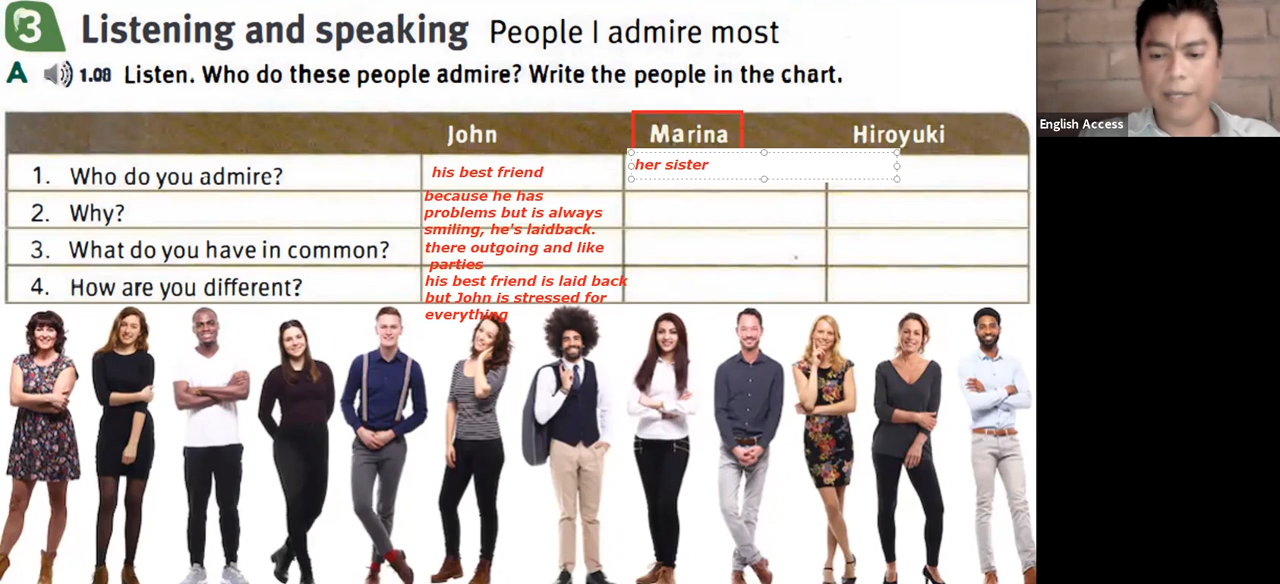 3 Listening and speaking People I admire most
A 1.08 Listen. Who do these people admire? Write the people in the chart.
John Marina Hiroyuki
1. Who do you admire? his best friend her sister
2. Why? because he has
problems but is always
smiling, he's laidback.
3. What do you have in common? there outgoing and like
parties
4. How are you different? his best friend is laid back
but John is stressed for
everything
English Access